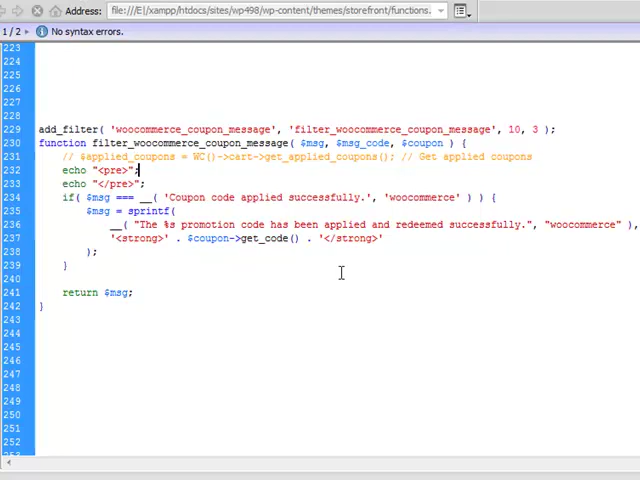 Address: file:///E|/xampp/htdocs/sites/wp498/wp-content/themes/storefront/functions.
1 / 2 No syntax errors.
223
224
225
226
227
228
229 add_filter( 'woocommerce_coupon_message', 'filter_woocommerce_coupon_message', 10, 3 );
230 function filter_woocommerce_coupon_message( $msg, $msg_code, $coupon ) {
231 // $applied_coupons = WC()->cart->get_applied_coupons(); // Get applied coupons
232 echo "<pre>";
233 echo "</pre>";
234 if( $msg === __( 'Coupon code applied successfully.', 'woocommerce' ) ) {
235 $msg = sprintf(
236 __( "The %s promotion code has been applied and redeemed successfully.", "woocommerce" ),
237 '<strong>' . $coupon->get_code() . '</strong>'
238 );
239 }
240
241 return $msg;
242 }
243
244
245
246
247
248
249
250
251
252
253